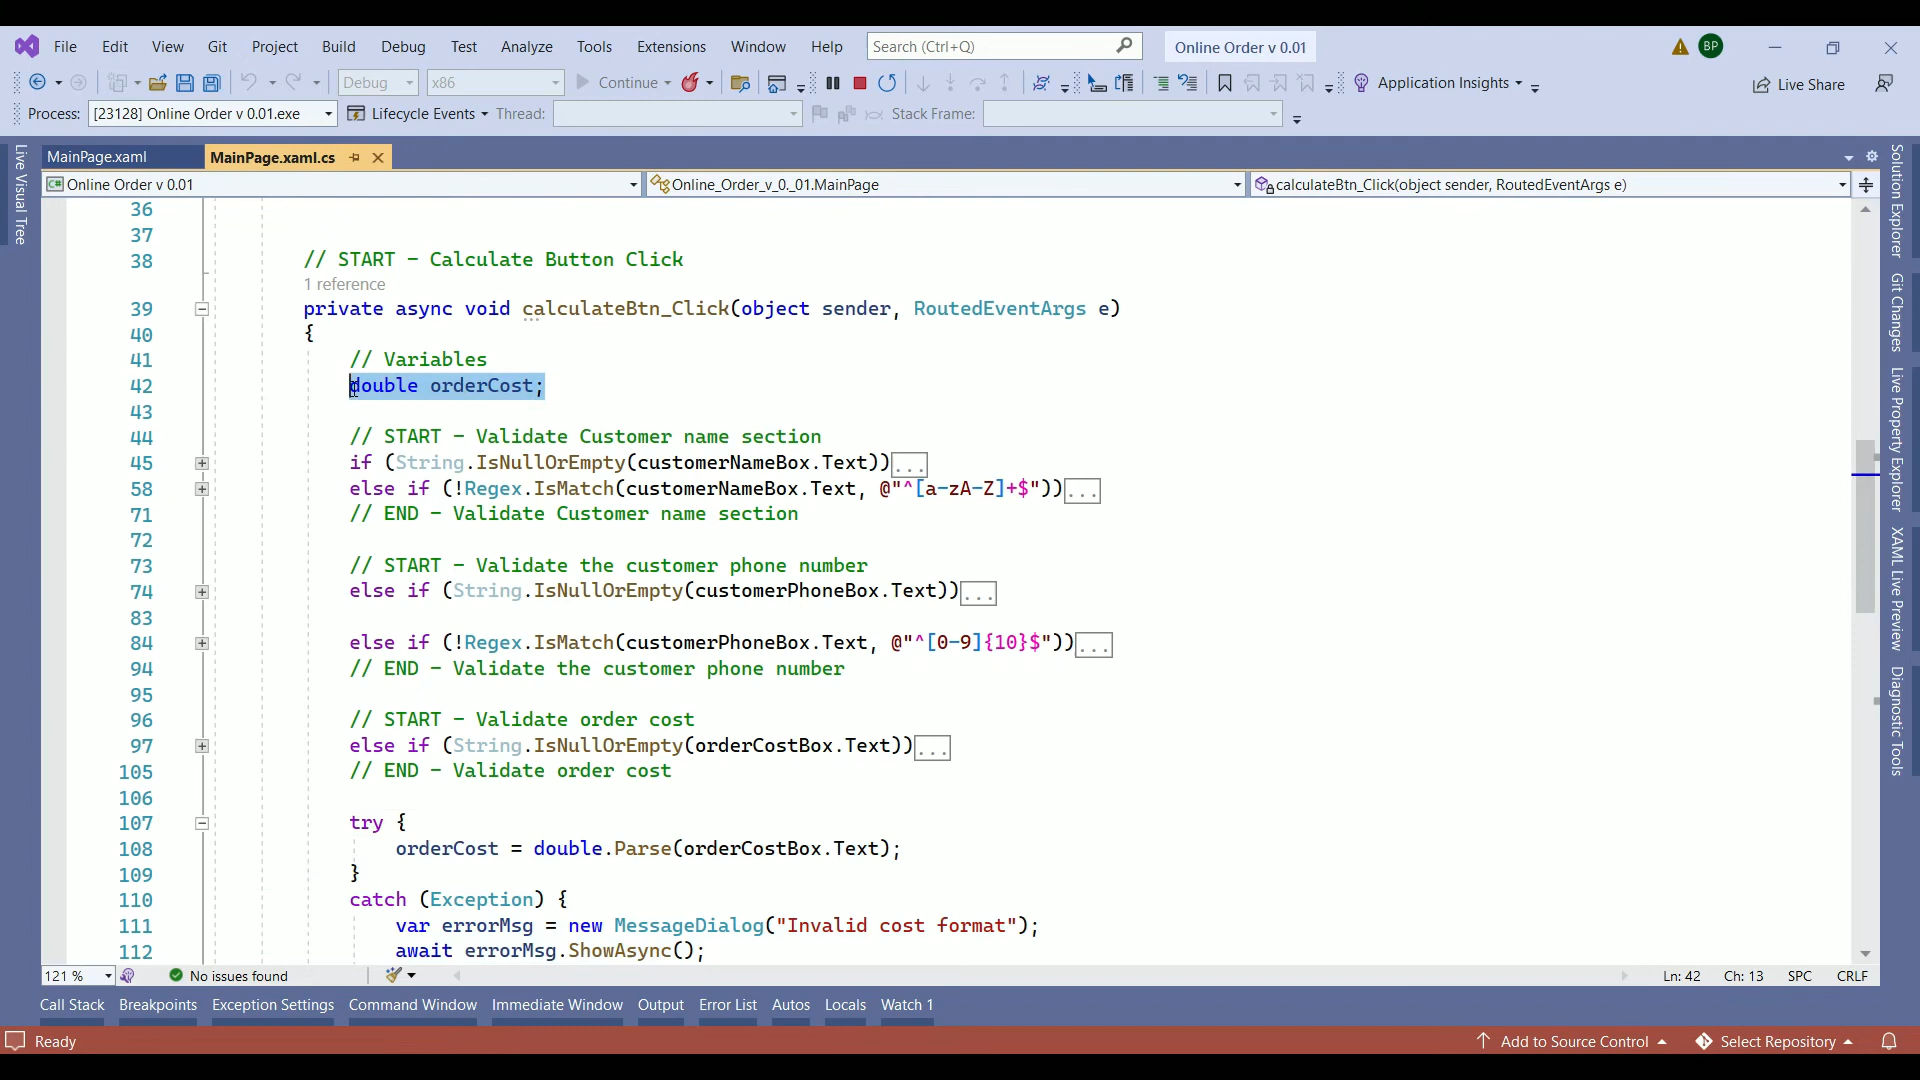 File Edit View Git Project Build Debug Test Analyze Tools Extensions Window Help Search (Ctrl+Q) Online Order v 0.01 BP
Debug x86 Continue Application Insights Live Share
Process: [23128] Online Order v 0.01.exe Lifecycle Events Thread: Stack Frame:
MainPage.xaml MainPage.xaml.cs
Online Order v 0.01 Online_Order_v_0._01.MainPage calculateBtn_Click(object sender, RoutedEventArgs e)
Live Visual Tree
36
37
38 // START - Calculate Button Click
1 reference
39 private async void calculateBtn_Click(object sender, RoutedEventArgs e)
40 {
41 // Variables
42 double orderCost;
43
44 // START - Validate Customer name section
45 if (String.IsNullOrEmpty(customerNameBox.Text))...
58 else if (!Regex.IsMatch(customerNameBox.Text, @"^[a-zA-Z]+$"))...
71 // END - Validate Customer name section
72
73 // START - Validate the customer phone number
74 else if (String.IsNullOrEmpty(customerPhoneBox.Text))...
83
84 else if (!Regex.IsMatch(customerPhoneBox.Text, @"^[0-9]{10}$"))...
94 // END - Validate the customer phone number
95
96 // START - Validate order cost
97 else if (String.IsNullOrEmpty(orderCostBox.Text))...
105 // END - Validate order cost
106
107 try {
108 orderCost = double.Parse(orderCostBox.Text);
109 }
110 catch (Exception) {
111 var errorMsg = new MessageDialog("Invalid cost format");
112 await errorMsg.ShowAsync();
Solution Explorer
Git Changes
Live Property Explorer
XAML Live Preview
Diagnostic Tools
121 % No issues found Ln: 42 Ch: 13 SPC CRLF
Call Stack Breakpoints Exception Settings Command Window Immediate Window Output Error List Autos Locals Watch 1
Ready Add to Source Control Select Repository